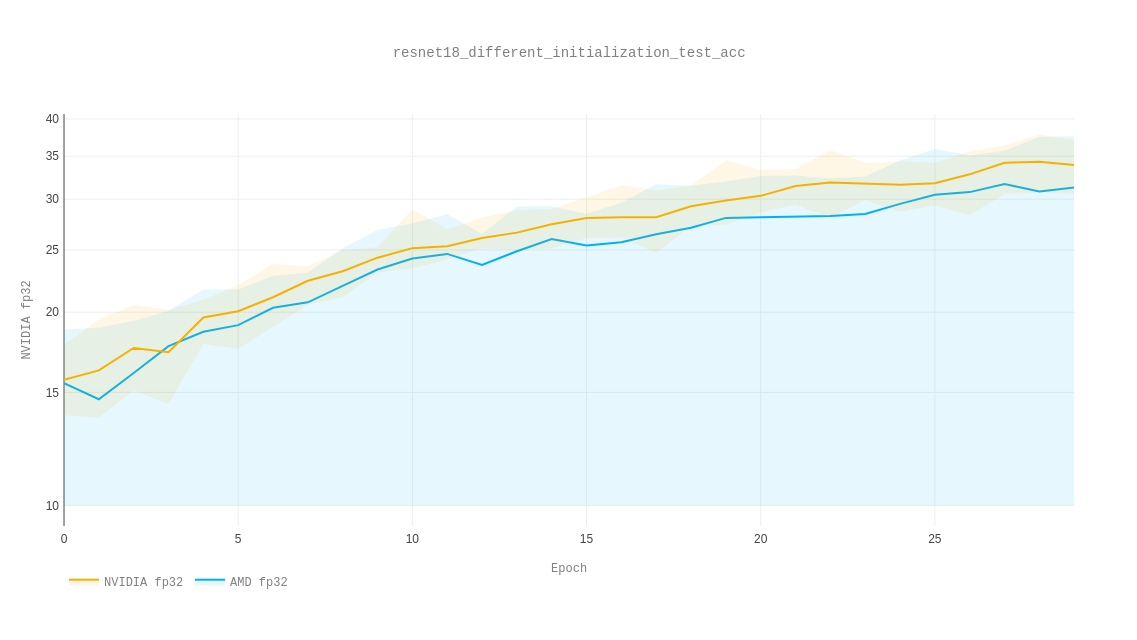 resnet18_different_initialization_test_acc
40
35
30
25
20
15
10
NVIDIA fp32
0 5 10 15 20 25
Epoch
NVIDIA fp32 AMD fp32